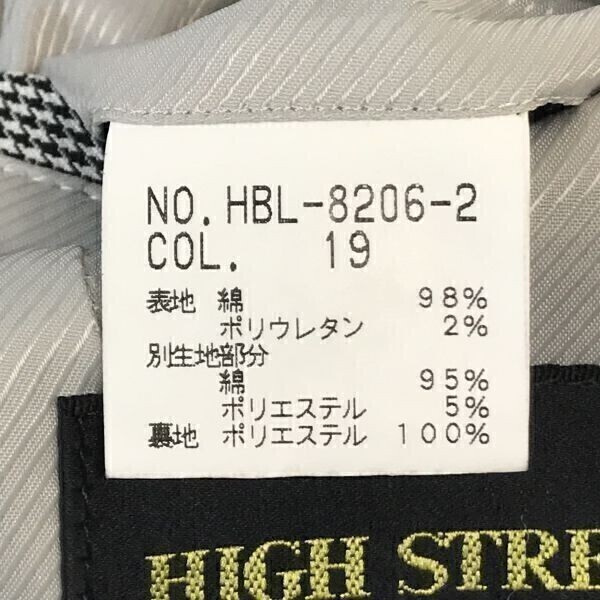 NO. HBL-8206-2
COL. 19
表地 綿 98%
ポリウレタン 2%
別生地部分
綿 95%
ポリエステル 5%
裏地 ポリエステル 100%
HIGH STRE